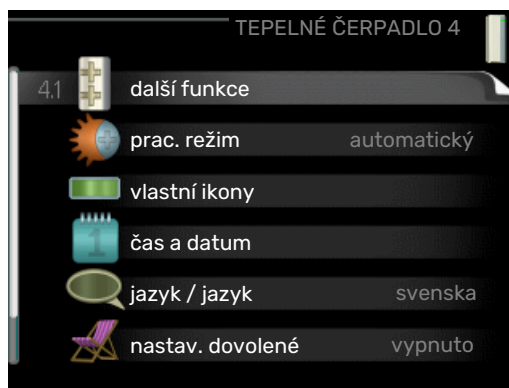 TEPELNÉ ČERPADLO 4
4.1 další funkce
prac. režim automatický
vlastní ikony
1 čas a datum
jazyk / jazyk svenska
nastav. dovolené vypnuto